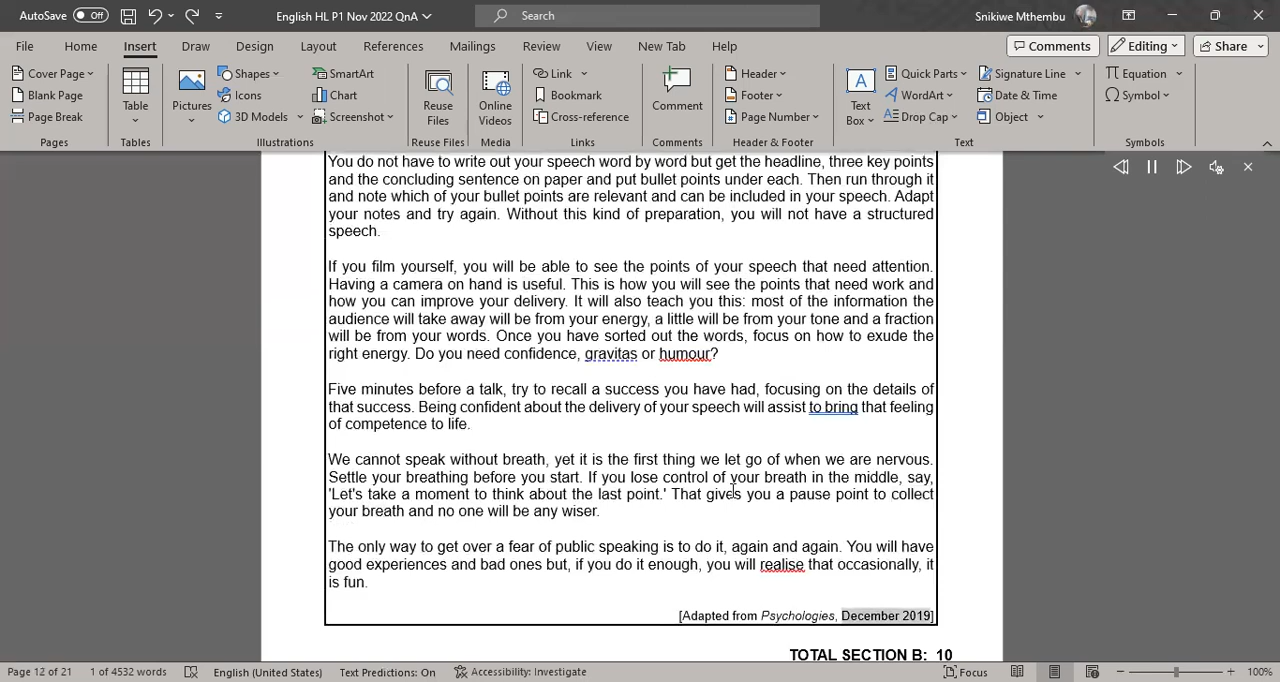 AutoSave Off English HL P1 Nov 2022 QnA Search Snikiwe Mthembu
File Home Insert Draw Design Layout References Mailings Review View New Tab Help Comments Editing Share
Cover Page Blank Page Page Break Pages
Table Tables
Pictures Shapes Icons 3D Models SmartArt Chart Screenshot Illustrations
Reuse Files Reuse Files
Online Videos Media
Link Bookmark Cross-reference Links
Comment Comments
Header Footer Page Number Header & Footer
Text Box Quick Parts WordArt Drop Cap Signature Line Date & Time Object Text
Equation Symbol Symbols
You do not have to write out your speech word by word but get the headline, three key points
and the concluding sentence on paper and put bullet points under each. Then run through it
and note which of your bullet points are relevant and can be included in your speech. Adapt
your notes and try again. Without this kind of preparation, you will not have a structured
speech.
If you film yourself, you will be able to see the points of your speech that need attention.
Having a camera on hand is useful. This is how you will see the points that need work and
how you can improve your delivery. It will also teach you this: most of the information the
audience will take away will be from your energy, a little will be from your tone and a fraction
will be from your words. Once you have sorted out the words, focus on how to exude the
right energy. Do you need confidence, gravitas or humour?
Five minutes before a talk, try to recall a success you have had, focusing on the details of
that success. Being confident about the delivery of your speech will assist to bring that feeling
of competence to life.
We cannot speak without breath, yet it is the first thing we let go of when we are nervous.
Settle your breathing before you start. If you lose control of your breath in the middle, say,
'Let's take a moment to think about the last point.' That gives you a pause point to collect
your breath and no one will be any wiser.
The only way to get over a fear of public speaking is to do it, again and again. You will have
good experiences and bad ones but, if you do it enough, you will realise that occasionally, it
is fun.
[Adapted from Psychologies, December 2019]
TOTAL SECTION B: 10
Page 12 of 21 1 of 4532 words English (United States) Text Predictions: On Accessibility: Investigate Focus 100%